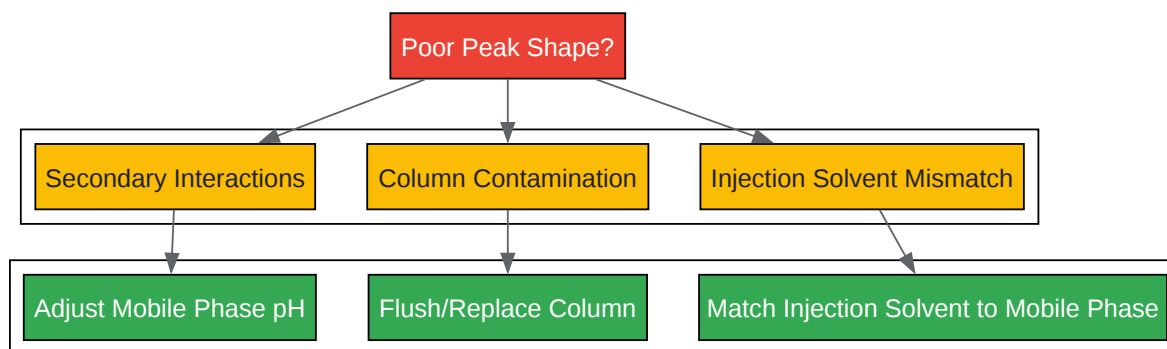 Poor Peak Shape?
Secondary Interactions
Column Contamination
Injection Solvent Mismatch
Adjust Mobile Phase pH
Flush/Replace Column
Match Injection Solvent to Mobile Phase